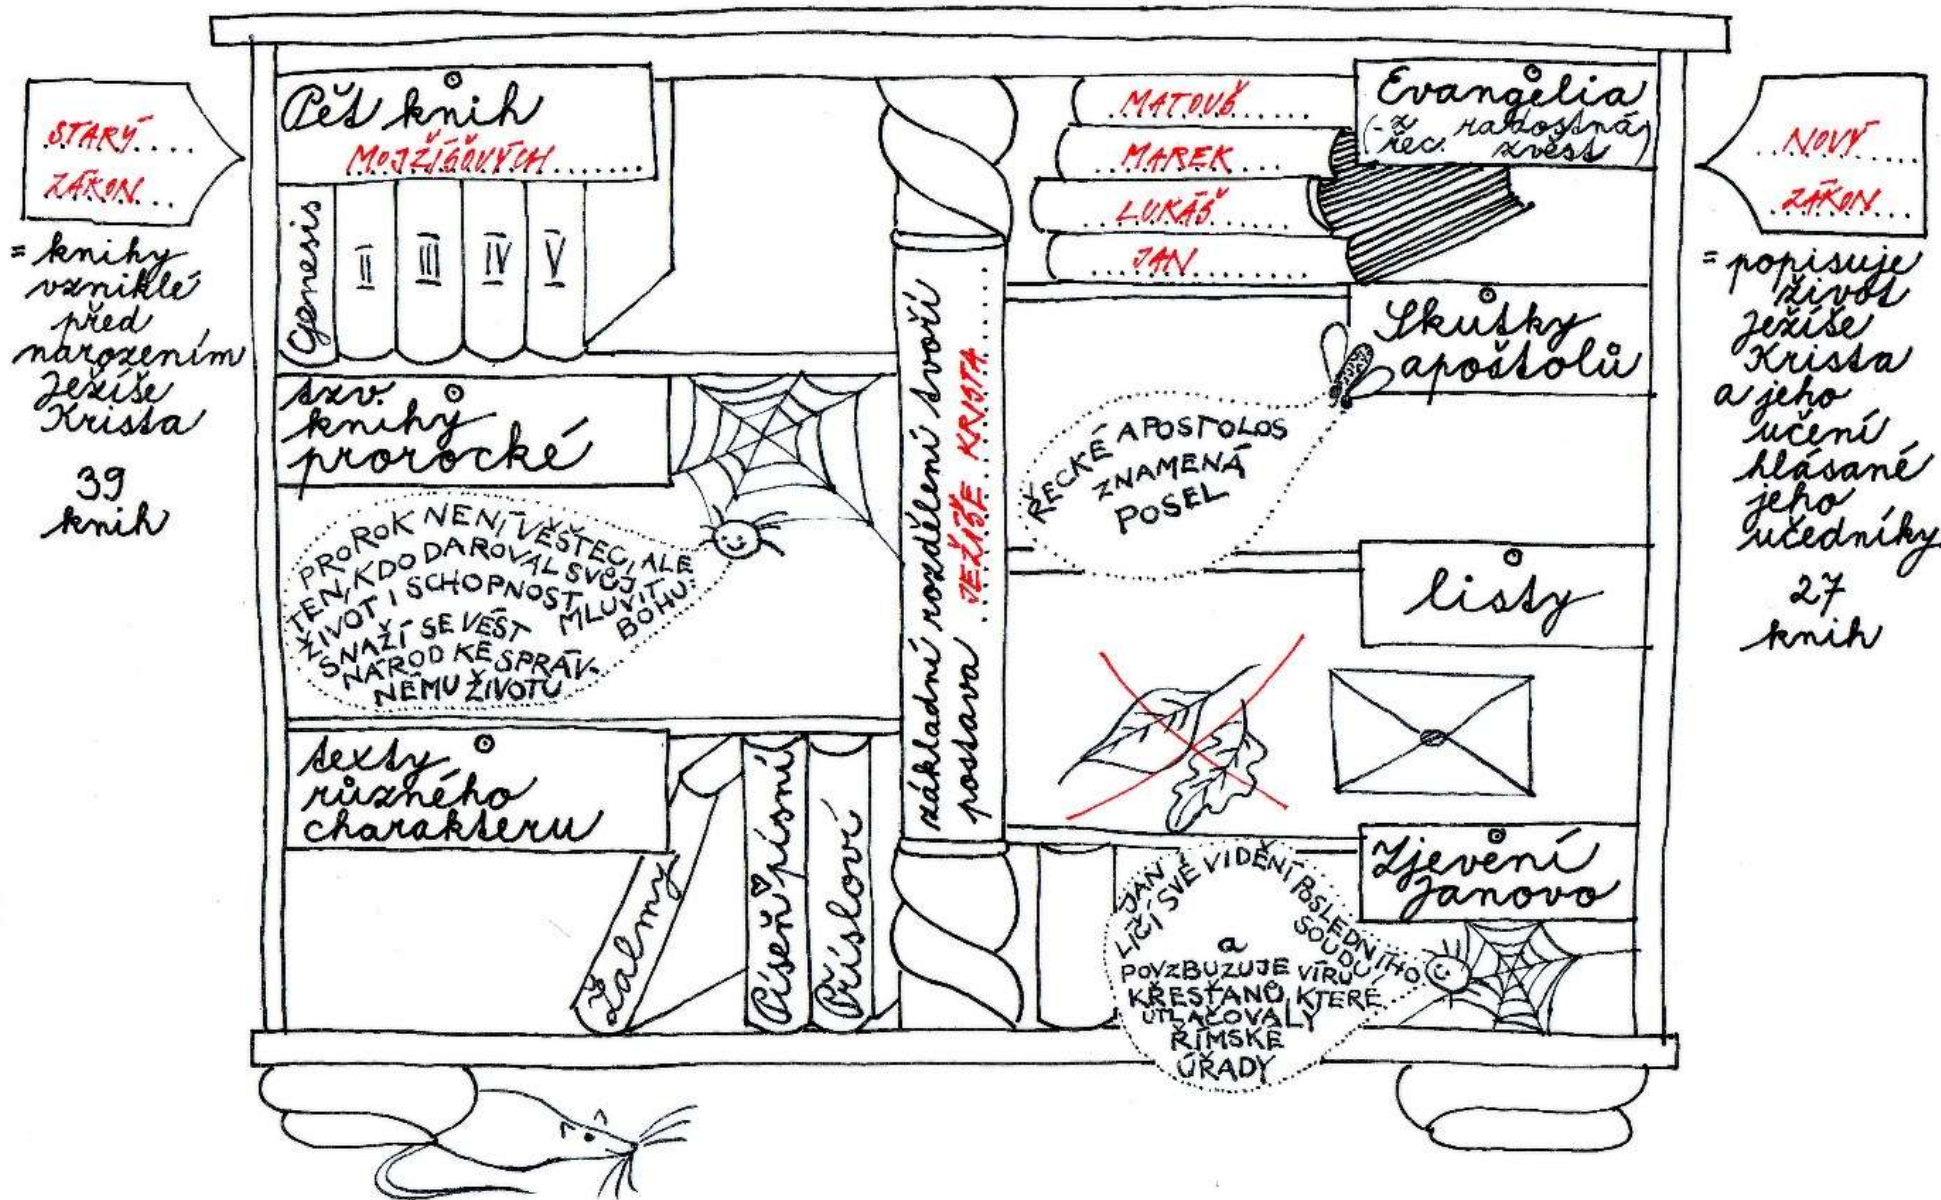 STARÝ
ZÁKON
= knihy
vzniklé
před
narozením
Ježíše
Krista
39
knih
Pět knih
MOJŽÍŠOVÝCH
Genesis
II
III
IV
V
tzv.
knihy
prorocké
PROROK NENÍ VĚŠTEC, ALE
TEN, KDO DAROVAL SVŮJ
ŽIVOT I SCHOPNOST
MLUVIT
BOHU.
SNAŽÍ SE VÉST
NÁROD KE SPRÁV-
NÉMU ŽIVOTU
texty
různého
charakteru
Žalmy
Píseň písní
Přísloví
základní rozdělení tvoří
postava JEŽÍŠE KRISTA
MATOUŠ
MAREK
LUKÁŠ
JAN
Evangelia
(- z radostná
řec. zvěst)
Skutky
apoštolů
ŘECKÉ APOSTOLOS
ZNAMENÁ
POSEL
listy
Zjevení
Janovo
JAN
LÍČÍ SVÉ VIDĚNÍ POSLEDNÍHO
SOUDU
a
POVZBUZUJE VÍRU
KŘESŤANŮ, KTERÉ
UTLAČOVALY
ŘÍMSKÉ
ÚŘADY
NOVÝ
ZÁKON
= popisuje
život
Ježíše
Krista
a jeho
učení
hlásané
jeho
učedníky.
27
knih